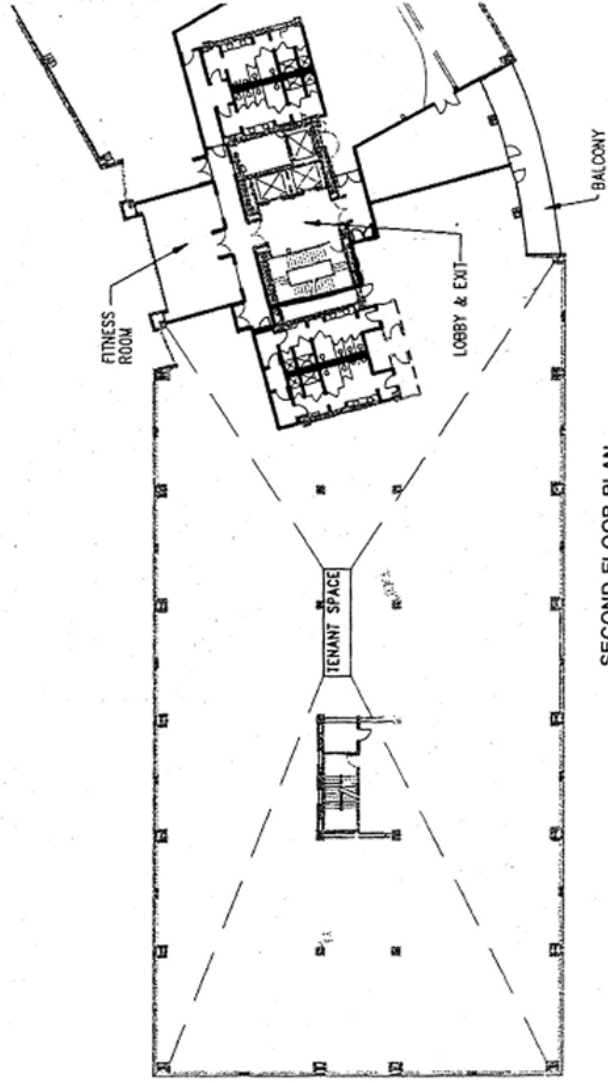 FITNESS
ROOM
TENANT SPACE
LOBBY & EXIT
BALCONY
SECOND FLOOR PLAN